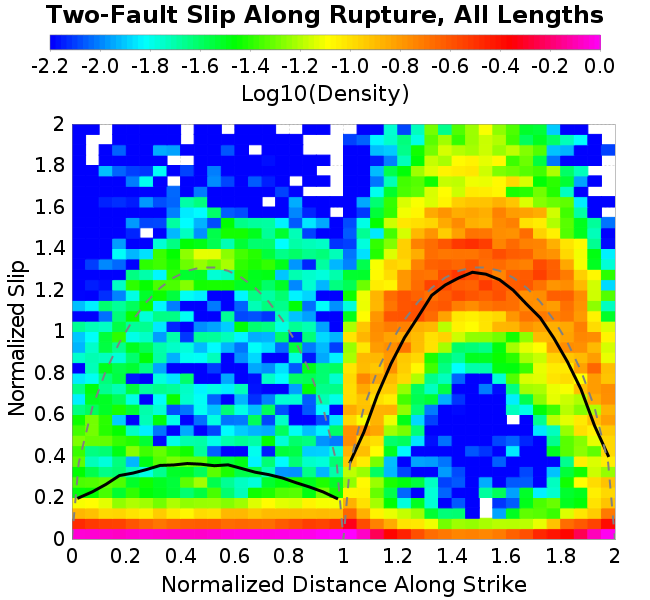 Two-Fault Slip Along Rupture, All Lengths
-2.2 -2.0 -1.8 -1.6 -1.4 -1.2 -1.0 -0.8 -0.6 -0.4 -0.2 0.0
Log10(Density)
2
1.8
1.6
1.4
1.2
1
0.8
0.6
0.4
0.2
0
Normalized Slip
0 0.2 0.4 0.6 0.8 1 1.2 1.4 1.6 1.8 2
Normalized Distance Along Strike